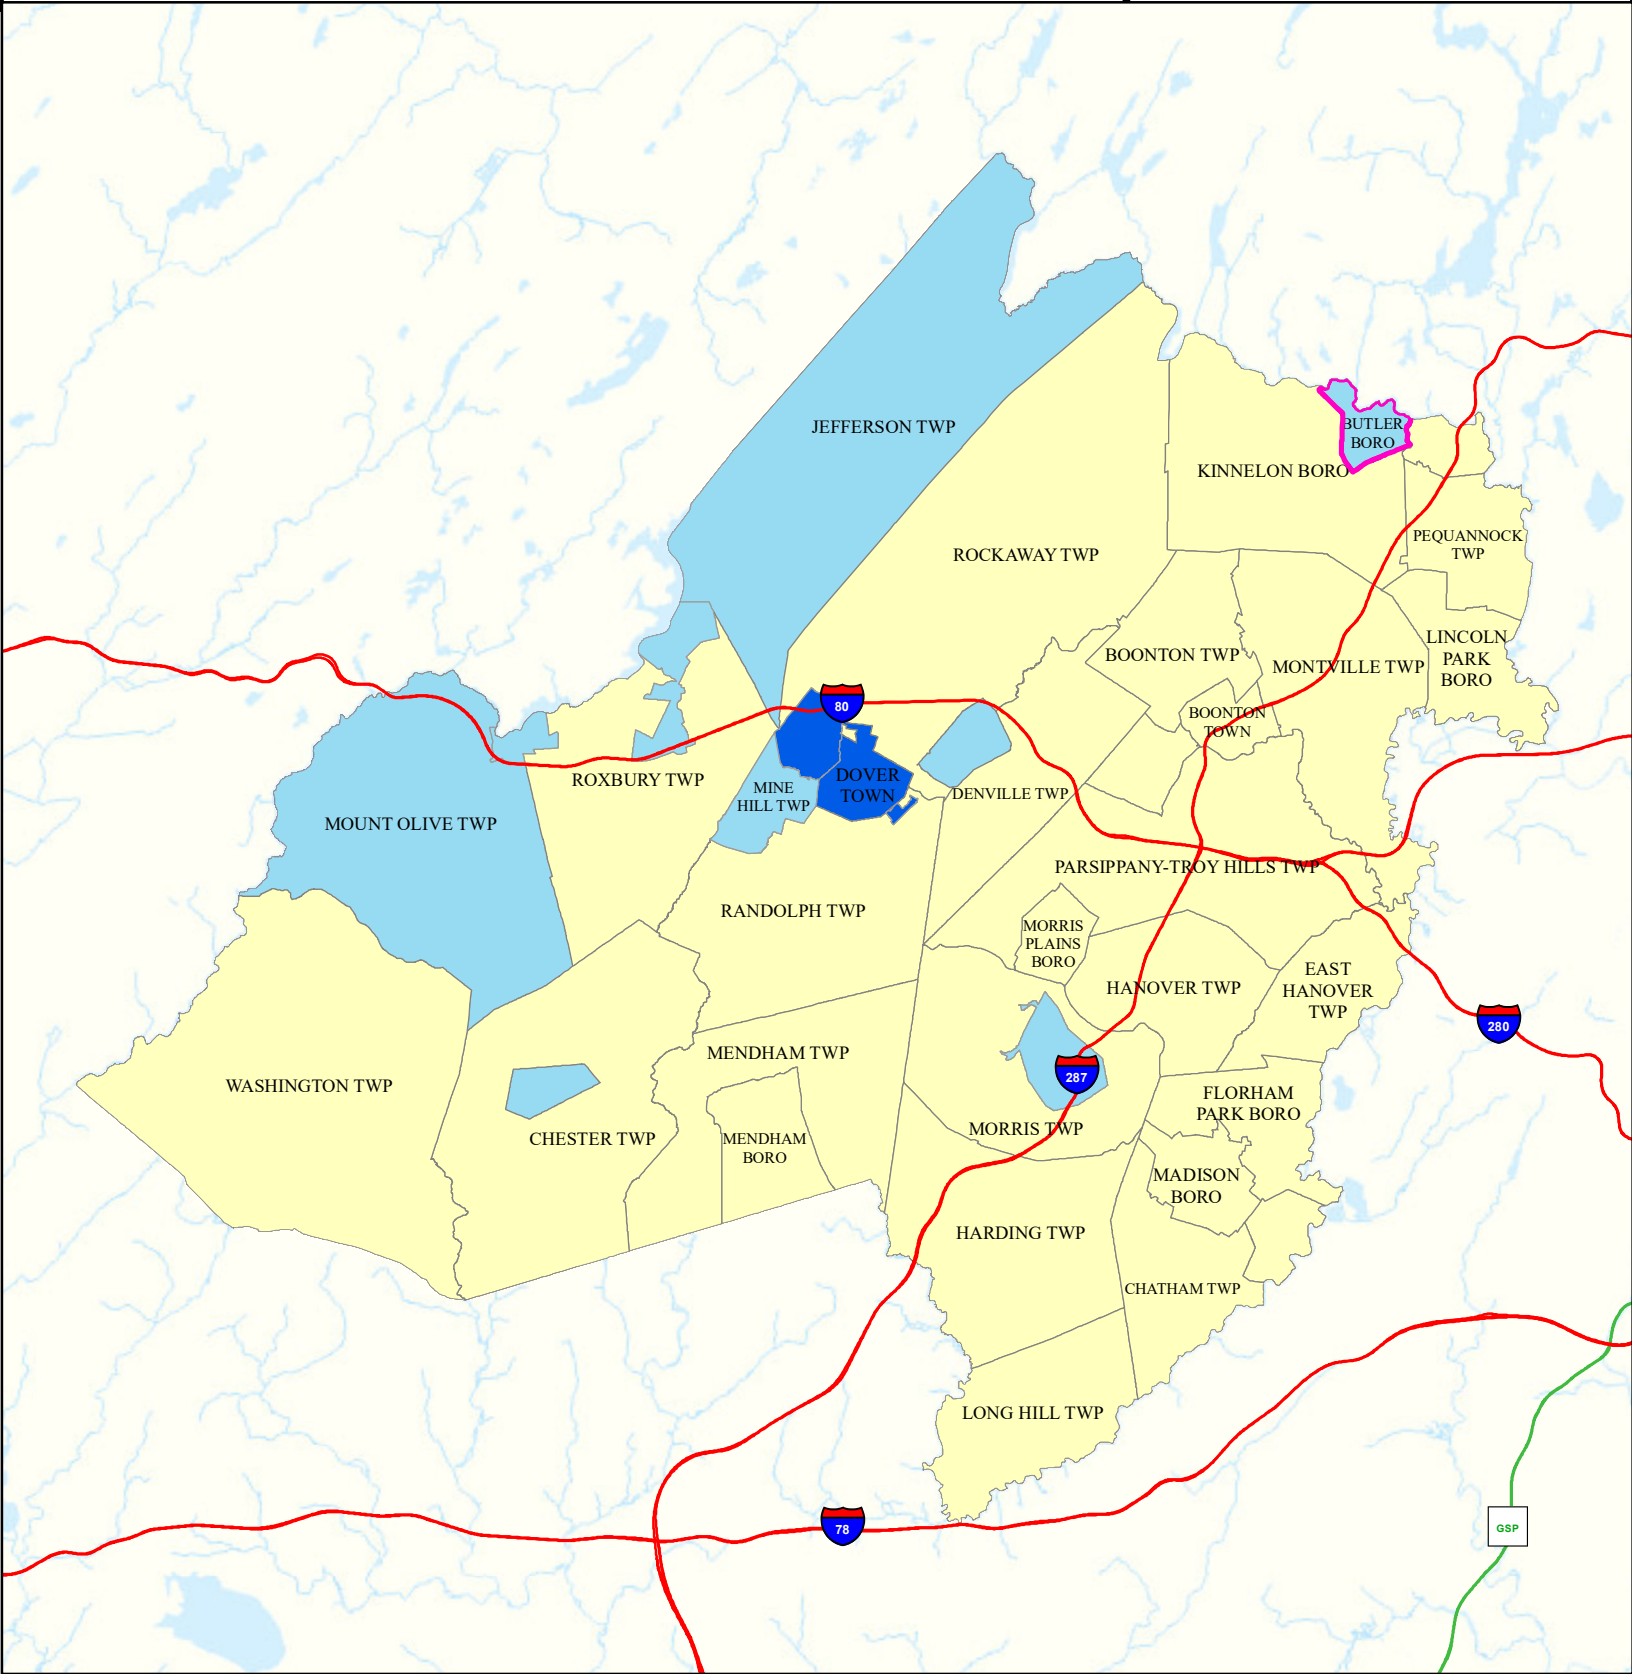 JEFFERSON TWP
BUTLER
BORO
KINNELON BORO
PEQUANNOCK
TWP
ROCKAWAY TWP
LINCOLN
PARK
BORO
BOONTON TWP
MONTVILLE TWP
80
BOONTON
TOWN
ROXBURY TWP
MINE
HILL TWP
DOVER
TOWN
DENVILLE TWP
MOUNT OLIVE TWP
PARSIPPANY-TROY HILLS TWP
RANDOLPH TWP
MORRIS
PLAINS
BORO
EAST
HANOVER
TWP
HANOVER TWP
280
MENDHAM TWP
287
WASHINGTON TWP
FLORHAM
PARK BORO
CHESTER TWP
MENDHAM
BORO
MORRIS TWP
MADISON
BORO
HARDING TWP
CHATHAM TWP
LONG HILL TWP
78
GSP